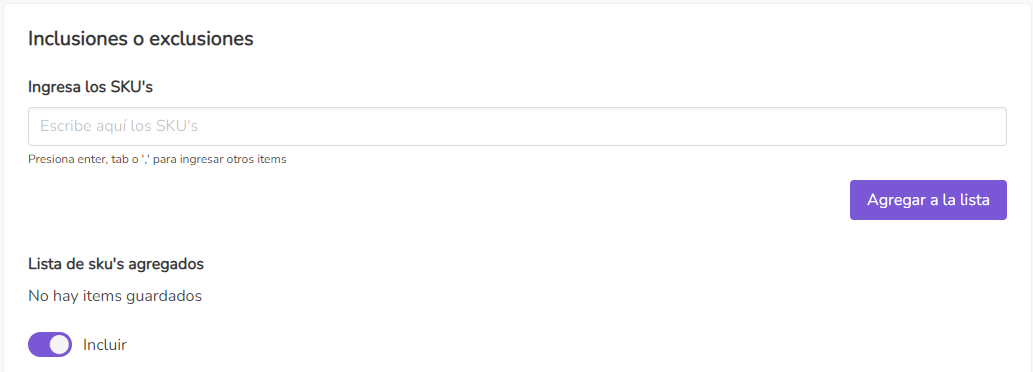 Inclusiones o exclusiones
Ingresa los SKU's
Escribe aquí los SKU's
Presiona enter, tab o ',' para ingresar otros items
Agregar a la lista
Lista de sku's agregados
No hay items guardados
Incluir